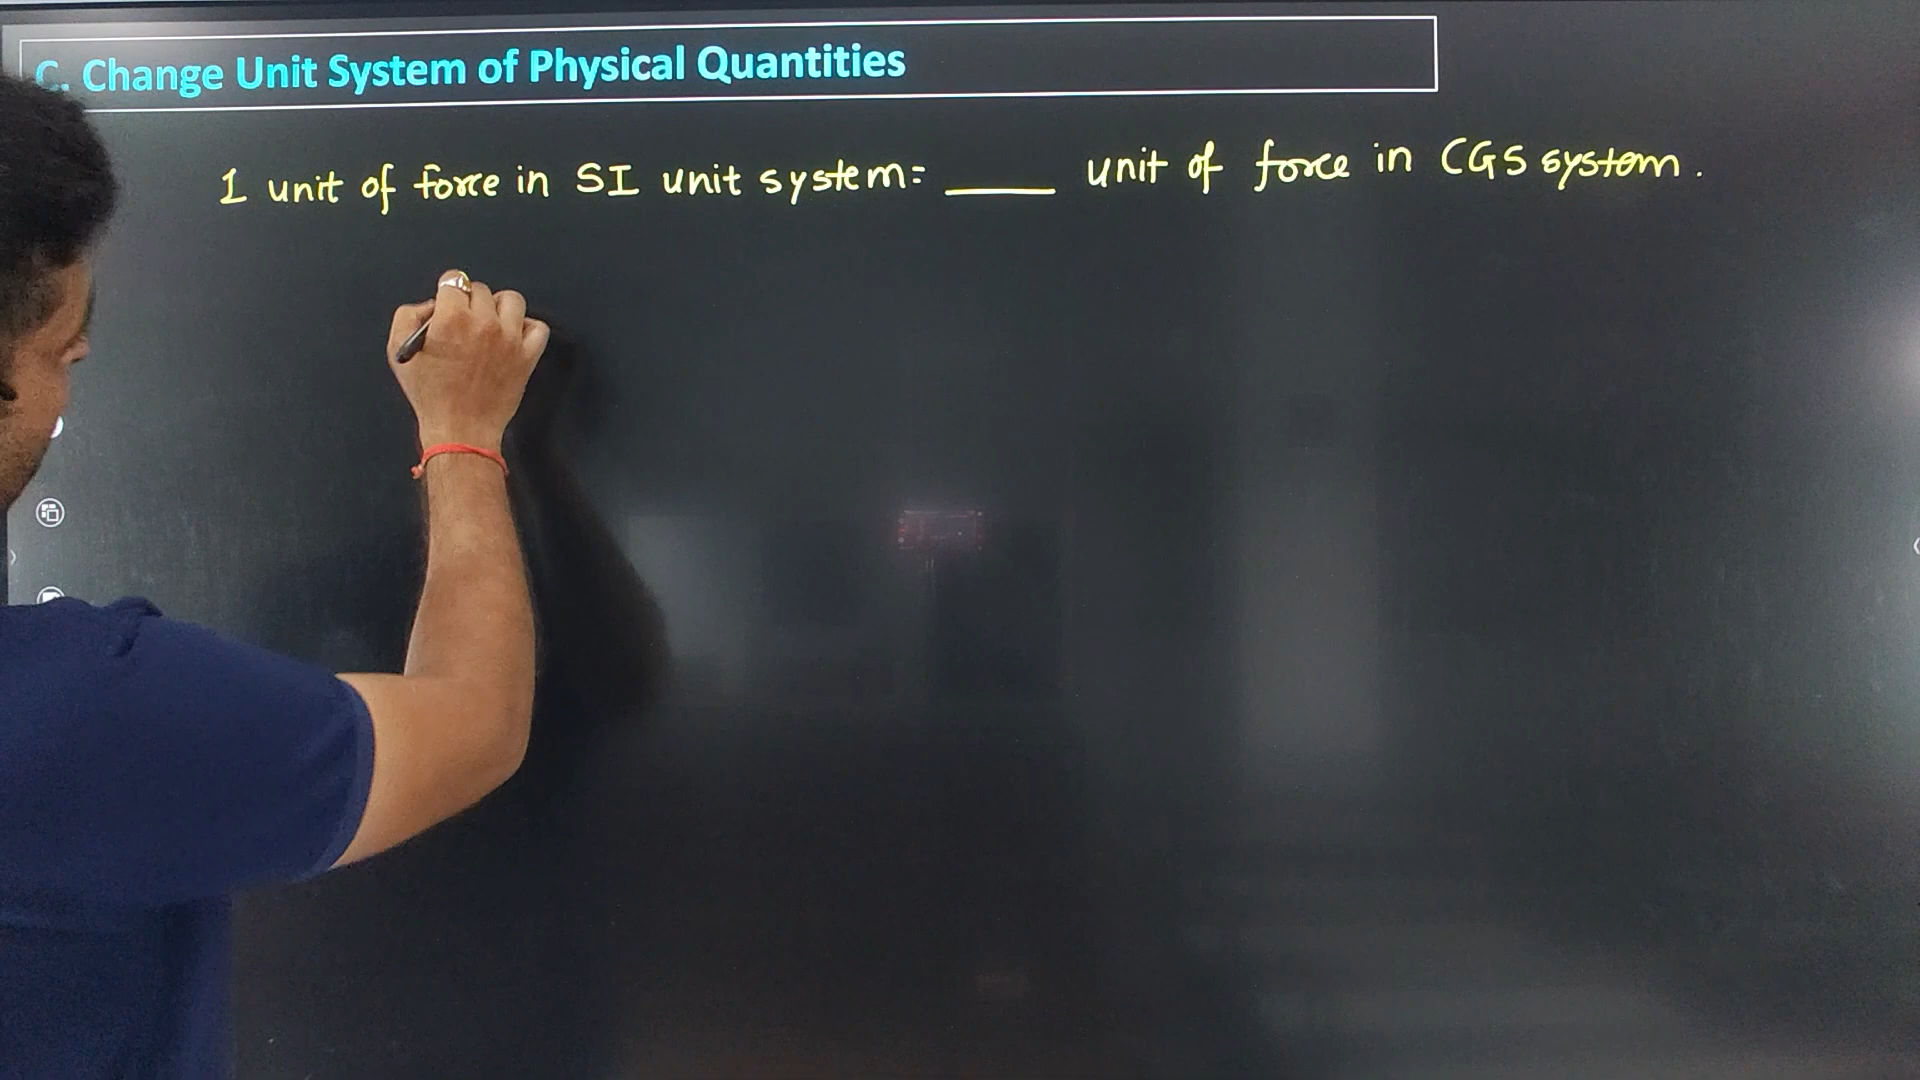 C. Change Unit System of Physical Quantities
1 unit of force in SI unit system = ____ unit of force in CGS system.